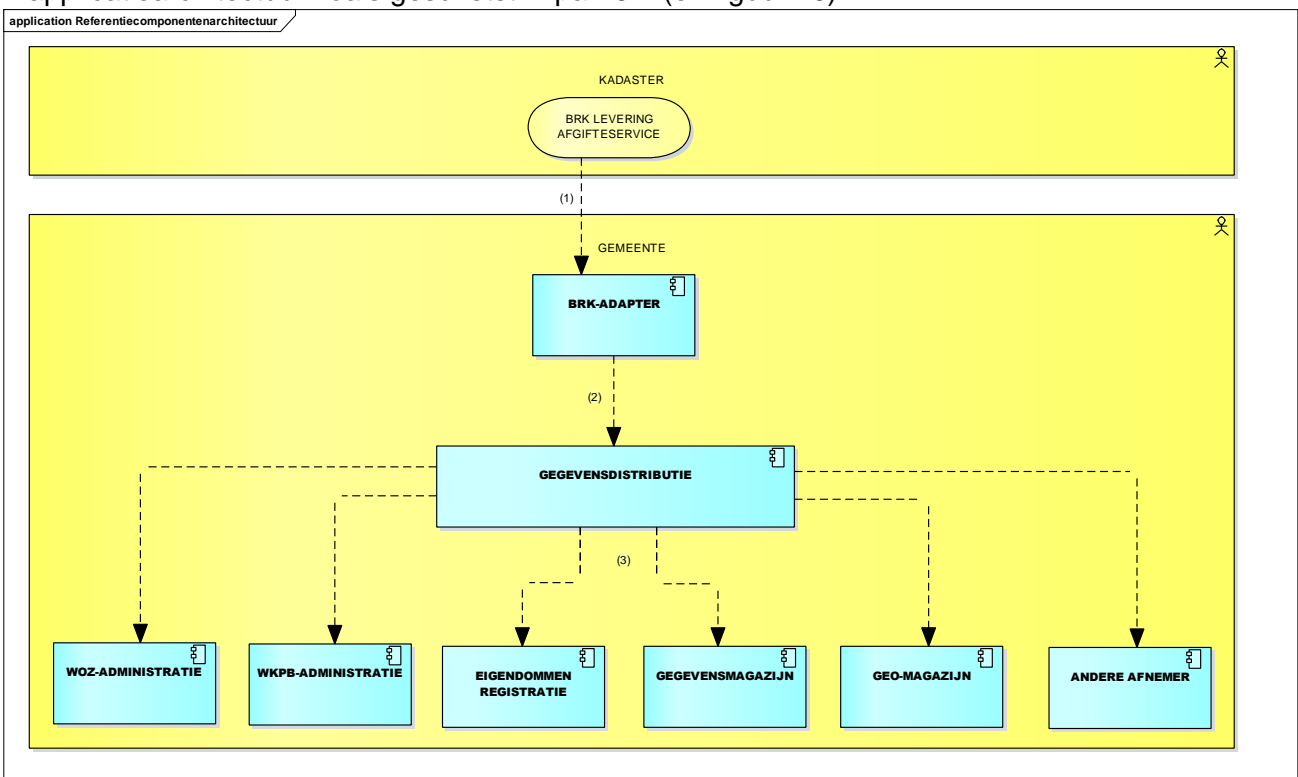 application Referentiecomponentenarchitectuur
KADASTER
BRK LEVERING
AFGIFTESERVICE
(1)
GEMEENTE
BRK-ADAPTER
(2)
GEGEVENSDISTRIBUTIE
(3)
WOZ-ADMINISTRATIE
WKPB-ADMINISTRATIE
EIGENDOMMEN
REGISTRATIE
GEGEVENSMAGAZIJN
GEO-MAGAZIJN
ANDERE AFNEMER